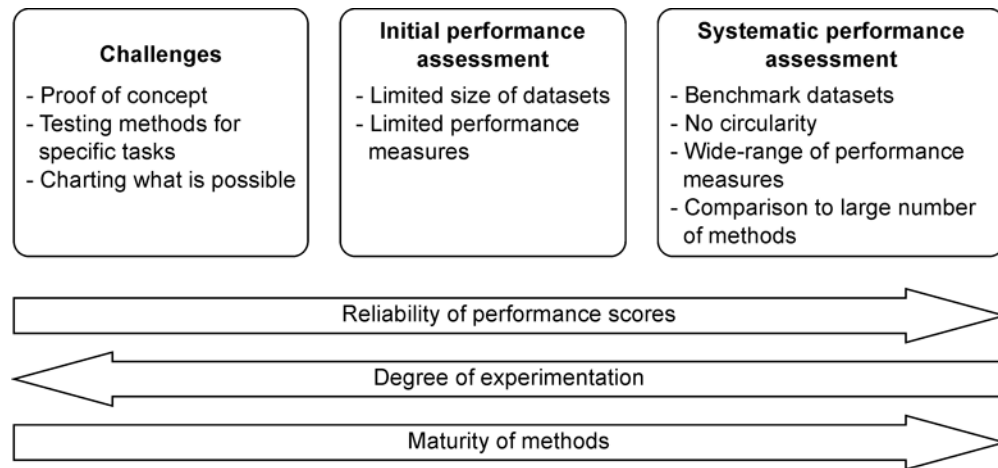 Challenges
- Proof of concept
- Testing methods for
specific tasks
- Charting what is possible
Initial performance
assessment
- Limited size of datasets
- Limited performance
measures
Systematic performance
assessment
- Benchmark datasets
- No circularity
- Wide-range of performance
measures
- Comparison to large number
of methods
Reliability of performance scores
Degree of experimentation
Maturity of methods